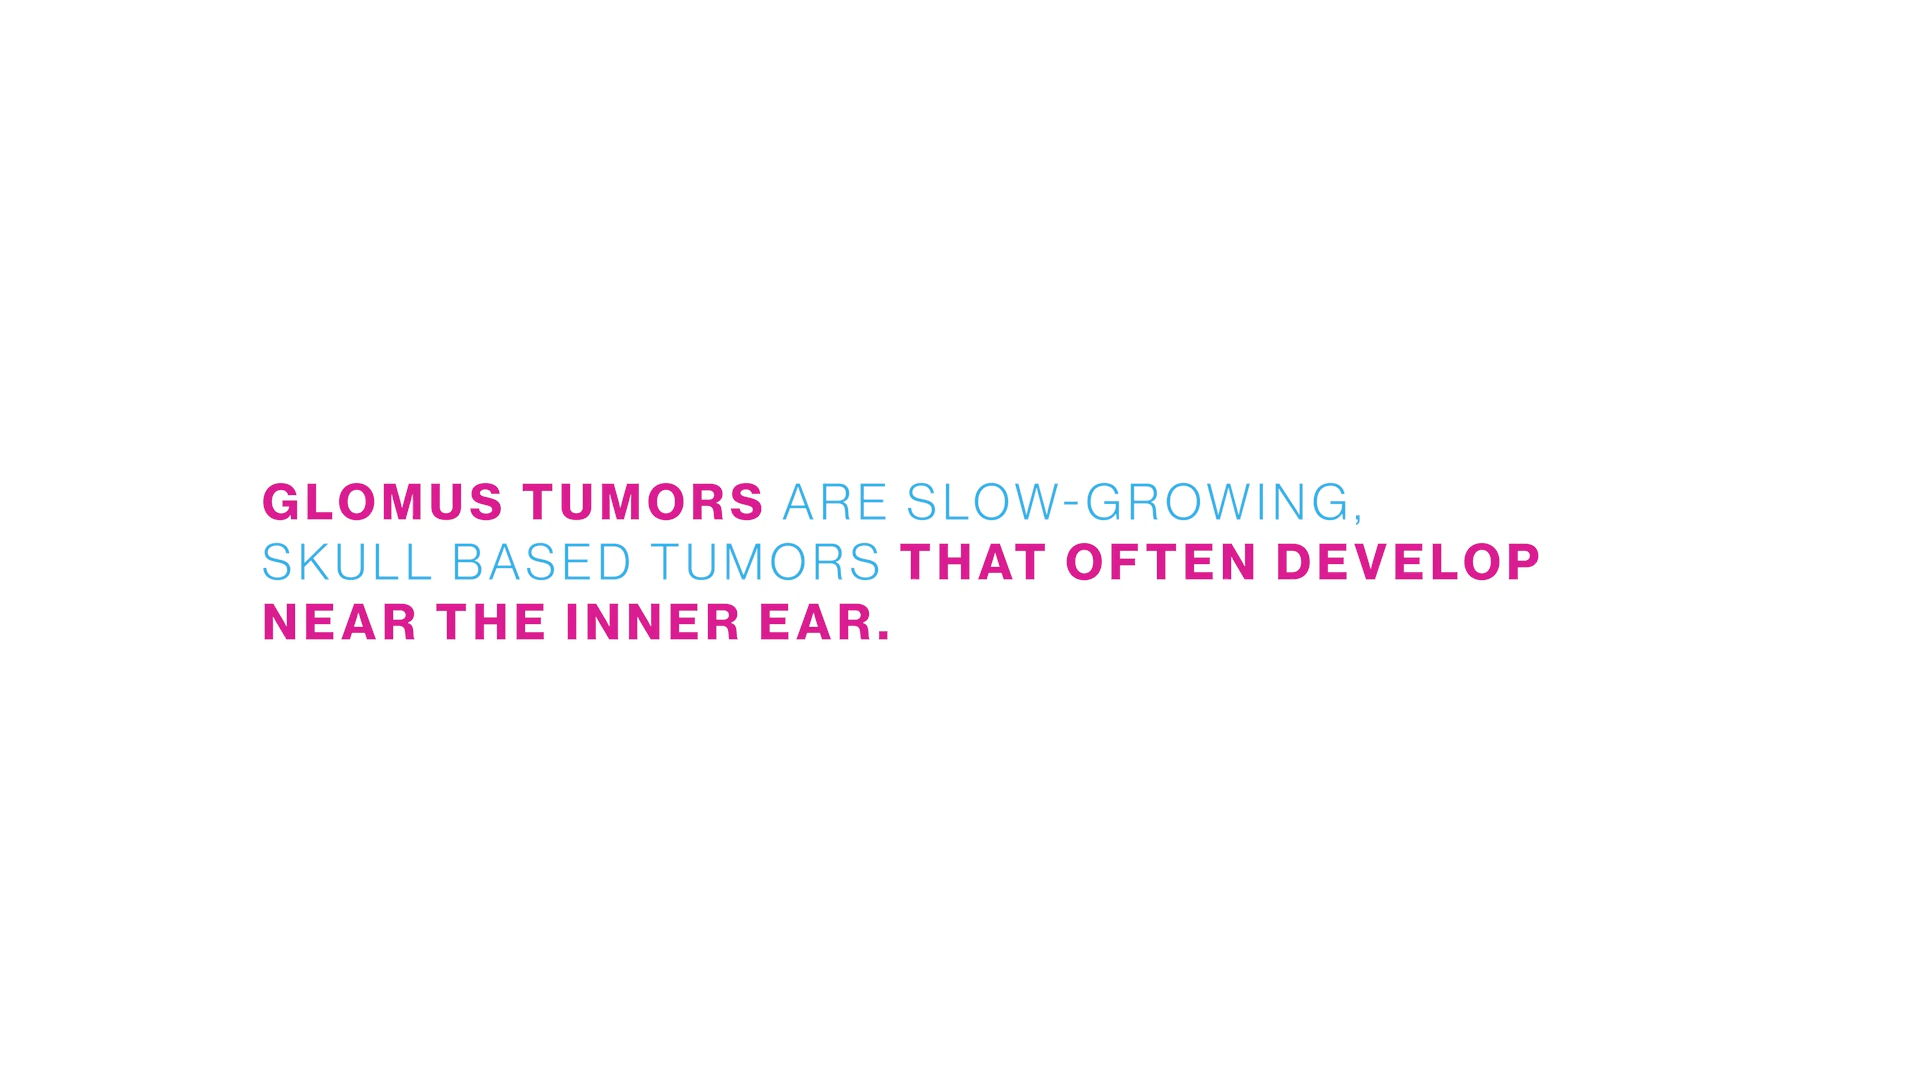 GLOMUS TUMORS ARE SLOW-GROWING,
SKULL BASED TUMORS THAT OFTEN DEVELOP
NEAR THE INNER EAR.